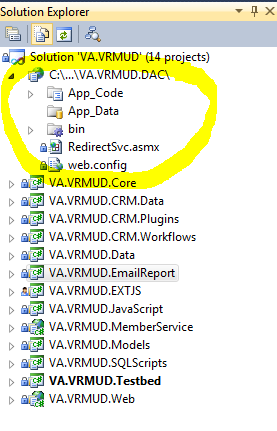 Solution Explorer
Solution 'VA.VRMUD' (14 projects)
C:\...\VA.VRMUD.DAC\
App_Code
App_Data
bin
RedirectSvc.asmx
web.config
VA.VRMUD.Core
VA.VRMUD.CRM.Data
VA.VRMUD.CRM.Plugins
VA.VRMUD.CRM.Workflows
VA.VRMUD.Data
VA.VRMUD.EmailReport
VA.VRMUD.EXTJS
VA.VRMUD.JavaScript
VA.VRMUD.MemberService
VA.VRMUD.Models
VA.VRMUD.SQLScripts
VA.VRMUD.Testbed
VA.VRMUD.Web